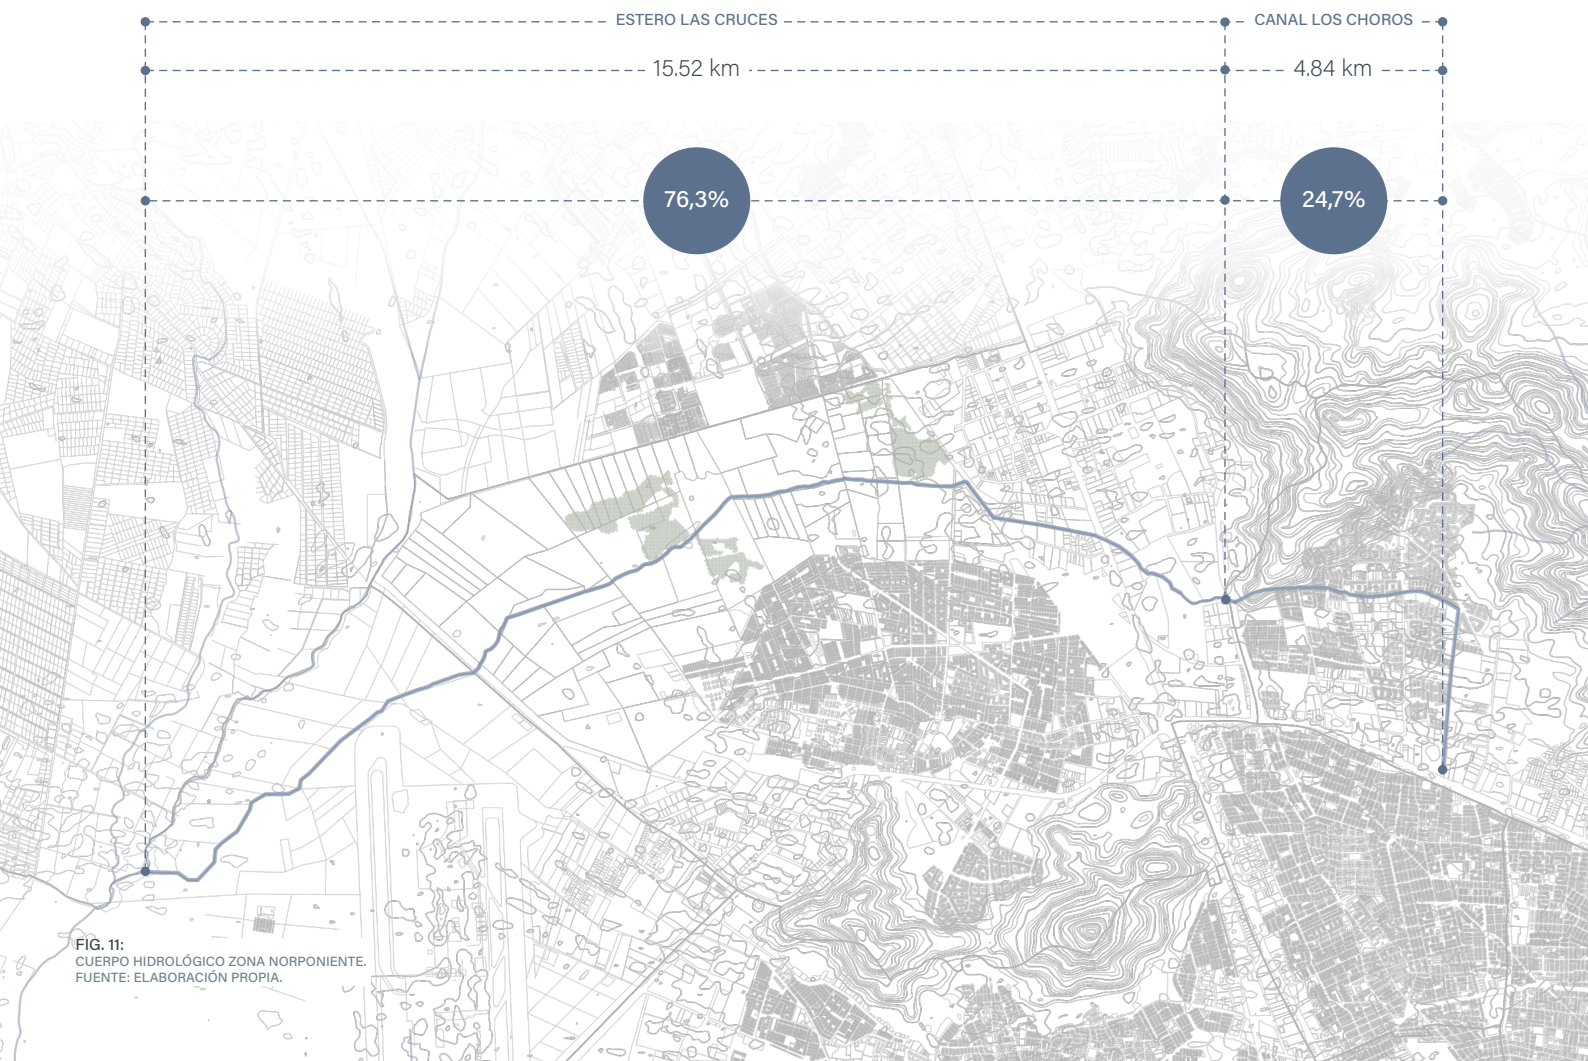 ESTERO LAS CRUCES
CANAL LOS CHOROS
15.52 km
4.84 km
76,3%
24,7%
FIG. 11:
CUERPO HIDROLÓGICO ZONA NORPONIENTE.
FUENTE: ELABORACIÓN PROPIA.